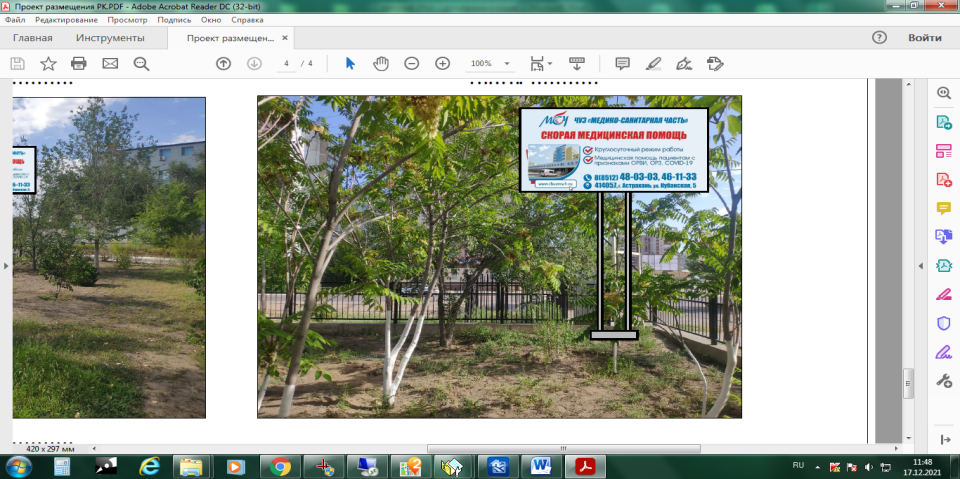 Проект размещения РК.PDF - Adobe Acrobat Reader DC (32-bit)
Файл Редактирование Просмотр Подпись Окно Справка
Главная Инструменты Проект размещен... × Войти
4 / 4 100%
МСЧ ЧУЗ «МЕДИКО-САНИТАРНАЯ ЧАСТЬ»
СКОРАЯ МЕДИЦИНСКАЯ ПОМОЩЬ
Круглосуточный режим работы
Медицинская помощь пациентам с
признаками ОРВИ, ОРЗ, COVID-19
8(8512) 48-03-03, 46-11-33
414057, г. Астрахань, ул. Кубанская, 5
ПОМОЩЬ
46-11-33
420 x 297 мм
RU
11:48
17.12.2021